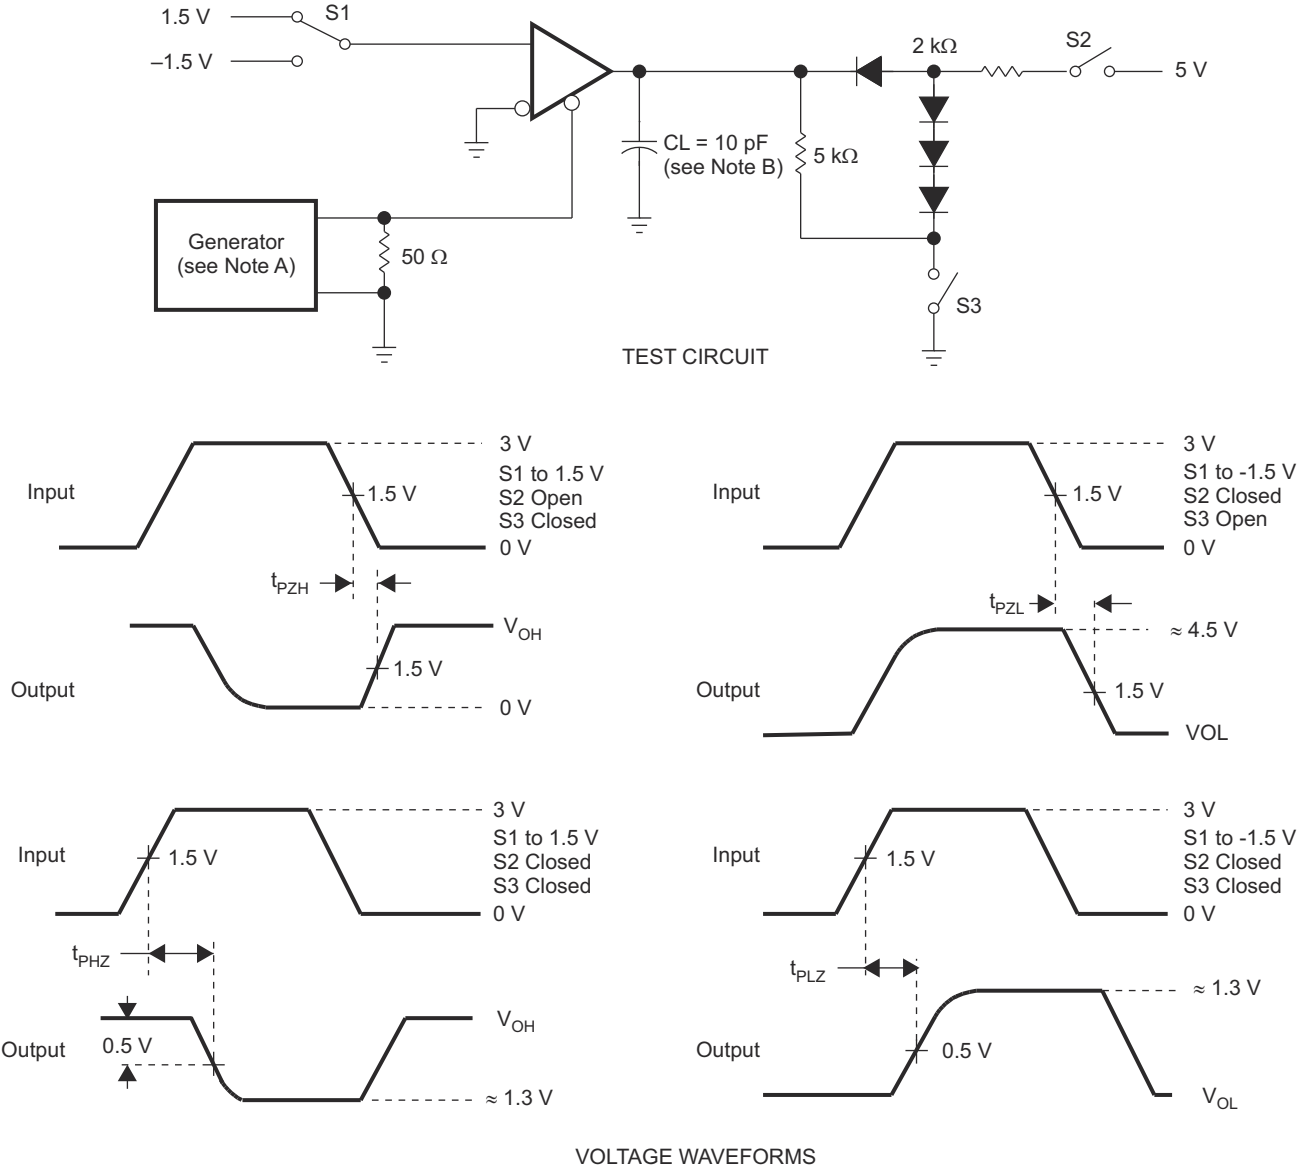 1.5 V
S1
–1.5 V
2 kΩ
S2
5 V
CL = 10 pF
(see Note B)
5 kΩ
Generator
(see Note A)
50 Ω
S3
TEST CIRCUIT
Input
1.5 V
3 V
S1 to 1.5 V
S2 Open
S3 Closed
0 V
tPZH
Output
VOH
1.5 V
0 V
Input
1.5 V
3 V
S1 to -1.5 V
S2 Closed
S3 Open
0 V
tPZL
Output
≈ 4.5 V
1.5 V
VOL
Input
1.5 V
3 V
S1 to 1.5 V
S2 Closed
S3 Closed
0 V
tPHZ
Output
0.5 V
VOH
≈ 1.3 V
Input
1.5 V
3 V
S1 to -1.5 V
S2 Closed
S3 Closed
0 V
tPLZ
Output
≈ 1.3 V
0.5 V
VOL
VOLTAGE WAVEFORMS